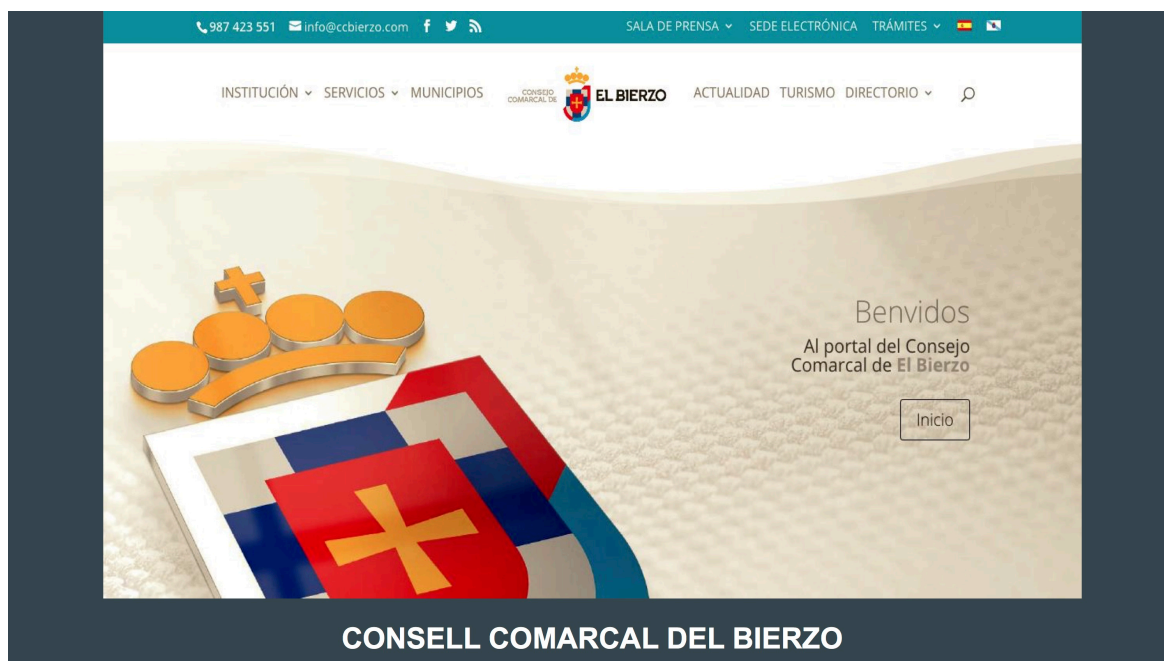 987 423 551 info@ccbierzo.com SALA DE PRENSA SEDE ELECTRÓNICA TRÁMITES
INSTITUCIÓN SERVICIOS MUNICIPIOS CONSEJO COMARCAL DE EL BIERZO ACTUALIDAD TURISMO DIRECTORIO
Benvidos
Al portal del Consejo
Comarcal de El Bierzo
Inicio
CONSELL COMARCAL DEL BIERZO